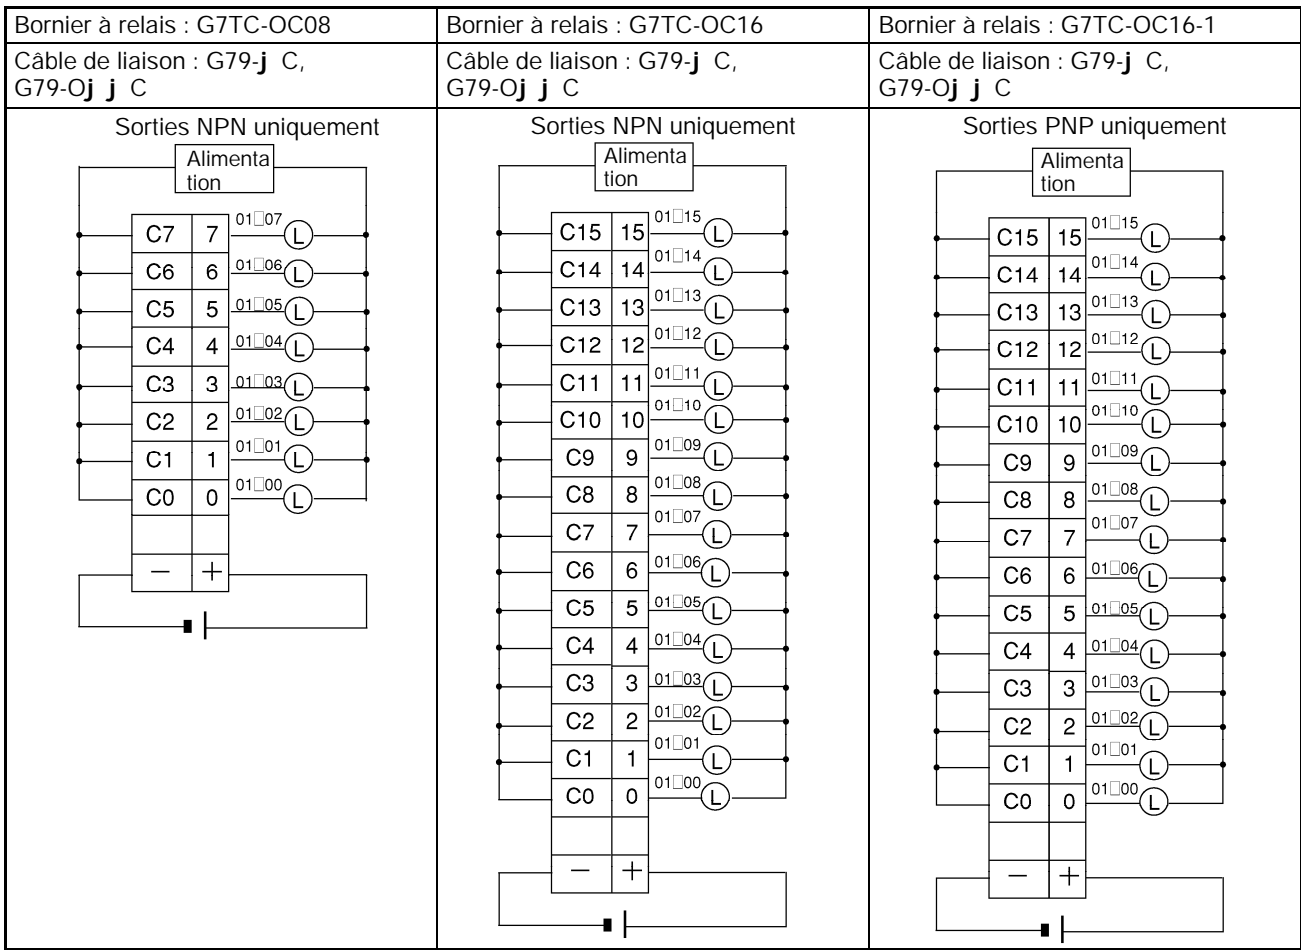 Bornier à relais : G7TC-OC08
Câble de liaison : G79-j C,
G79-Oj j C
Sorties NPN uniquement
Alimenta
tion
C7 7 01□07 L
C6 6 01□06 L
C5 5 01□05 L
C4 4 01□04 L
C3 3 01□03 L
C2 2 01□02 L
C1 1 01□01 L
C0 0 01□00 L
− +
Bornier à relais : G7TC-OC16
Câble de liaison : G79-j C,
G79-Oj j C
Sorties NPN uniquement
Alimenta
tion
C15 15 01□15 L
C14 14 01□14 L
C13 13 01□13 L
C12 12 01□12 L
C11 11 01□11 L
C10 10 01□10 L
C9 9 01□09 L
C8 8 01□08 L
C7 7 01□07 L
C6 6 01□06 L
C5 5 01□05 L
C4 4 01□04 L
C3 3 01□03 L
C2 2 01□02 L
C1 1 01□01 L
C0 0 01□00 L
− +
Bornier à relais : G7TC-OC16-1
Câble de liaison : G79-j C,
G79-Oj j C
Sorties PNP uniquement
Alimenta
tion
C15 15 01□15 L
C14 14 01□14 L
C13 13 01□13 L
C12 12 01□12 L
C11 11 01□11 L
C10 10 01□10 L
C9 9 01□09 L
C8 8 01□08 L
C7 7 01□07 L
C6 6 01□06 L
C5 5 01□05 L
C4 4 01□04 L
C3 3 01□03 L
C2 2 01□02 L
C1 1 01□01 L
C0 0 01□00 L
− +